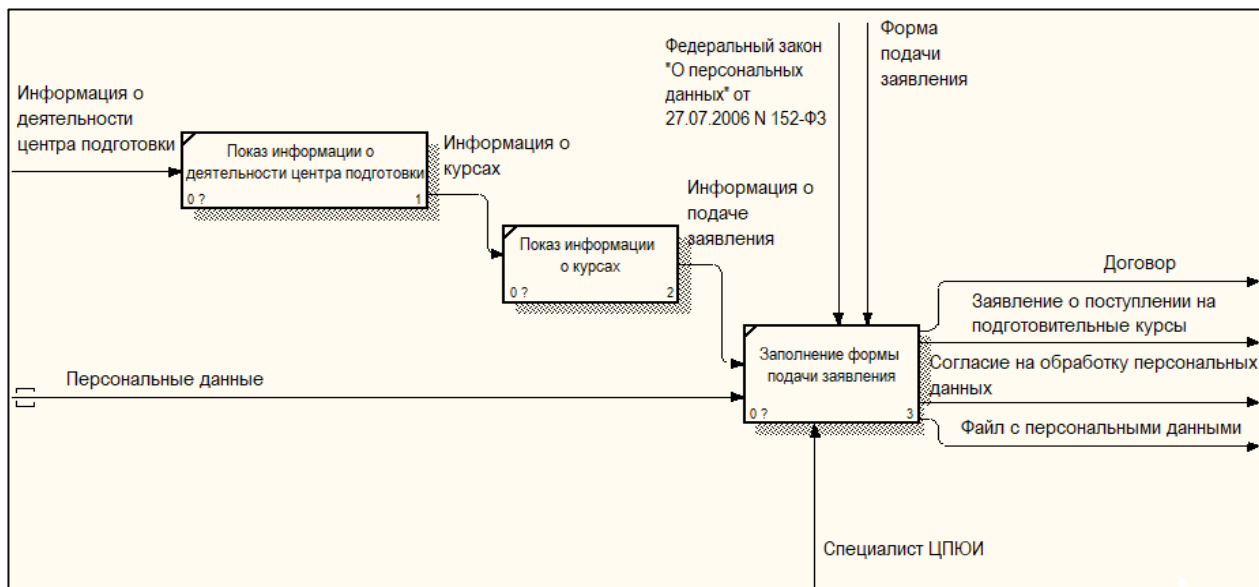 Форма
подачи
заявления
Федеральный закон
"О персональных
данных" от
27.07.2006 N 152-ФЗ
Информация о
деятельности
центра подготовки
Показ информации о
деятельности центра подготовки
0 ?
1
Информация о
курсах
Информация о
подаче
заявления
Показ информации
о курсах
0 ?
2
Договор
Заявление о поступлении на
подготовительные курсы
Заполнение формы
подачи заявления
0 ?
3
Согласие на обработку персональных
данных
Персональные данные
Файл с персональными данными
Специалист ЦПЮИ